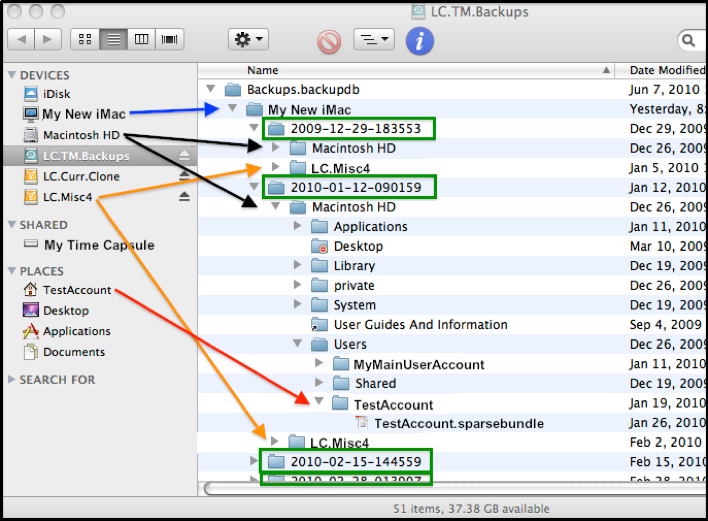 LC.TM.Backups
Name
Date Modified
DEVICES
iDisk
My New iMac
Macintosh HD
LC.TM.Backups
LC.Curr.Clone
LC.Misc4
SHARED
My Time Capsule
PLACES
TestAccount
Desktop
Applications
Documents
SEARCH FOR
Backups.backupdb Jun 7, 2010
My New iMac Yesterday, 8:
2009-12-29-183553 Dec 29, 2009
Macintosh HD Dec 26, 2009
LC.Misc4 Jan 5, 2010
2010-01-12-090159 Jan 12, 2010
Macintosh HD Dec 26, 2009
Applications Jan 11, 2010
Desktop Mar 10, 2009
Library Dec 19, 2009
private Dec 26, 2009
System Dec 19, 2009
User Guides And Information Sep 4, 2009
Users Dec 26, 2009
MyMainUserAccount Jan 11, 2010
Shared Dec 19, 2009
TestAccount Jan 19, 2010
TestAccount.sparsebundle Jan 26, 2010
LC.Misc4 Feb 2, 2010
2010-02-15-144559 Feb 15, 2010
Feb 28, 2010
51 items, 37.38 GB available